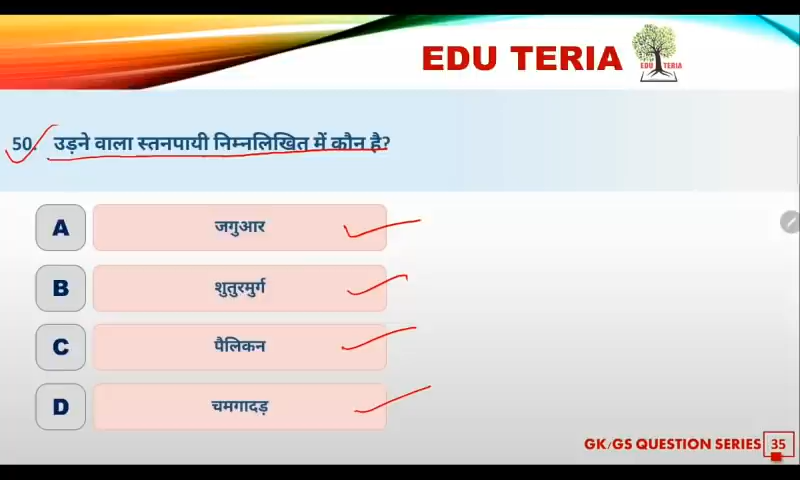 EDU TERIA
EDU TERIA
50. उड़ने वाला स्तनपायी निम्नलिखित में कौन है?
A जगुआर
B शुतुरमुर्ग
C पैलिकन
D चमगादड़
GK/GS QUESTION SERIES 35